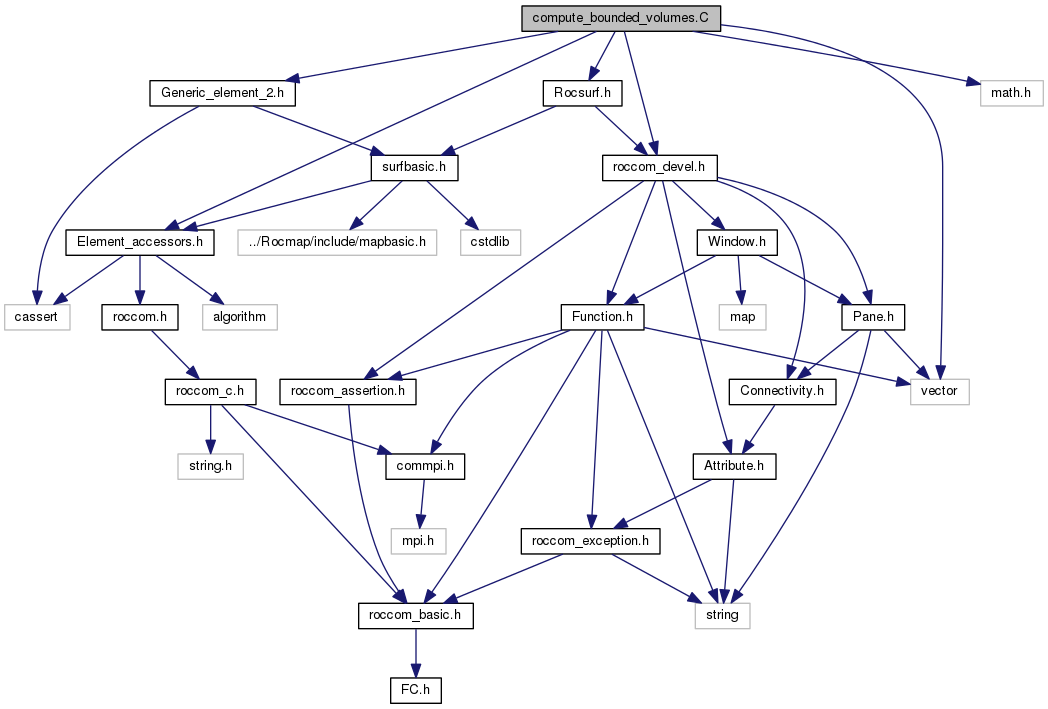 compute_bounded_volumes.C
Generic_element_2.h
Rocsurf.h
math.h
surfbasic.h
roccom_devel.h
Element_accessors.h
../Rocmap/include/mapbasic.h
cstdlib
Window.h
cassert
roccom.h
algorithm
Function.h
map
Pane.h
roccom_c.h
roccom_assertion.h
Connectivity.h
vector
string.h
commpi.h
Attribute.h
mpi.h
roccom_exception.h
roccom_basic.h
string
FC.h